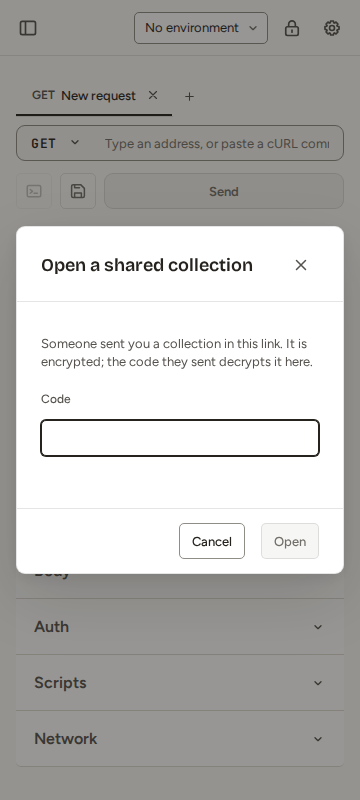 No environment
GET New request
GET Type an address, or paste a cURL com
Send
Open a shared collection
Someone sent you a collection in this link. It is
encrypted; the code they sent decrypts it here.
Code
Cancel Open
Body
Auth
Scripts
Network